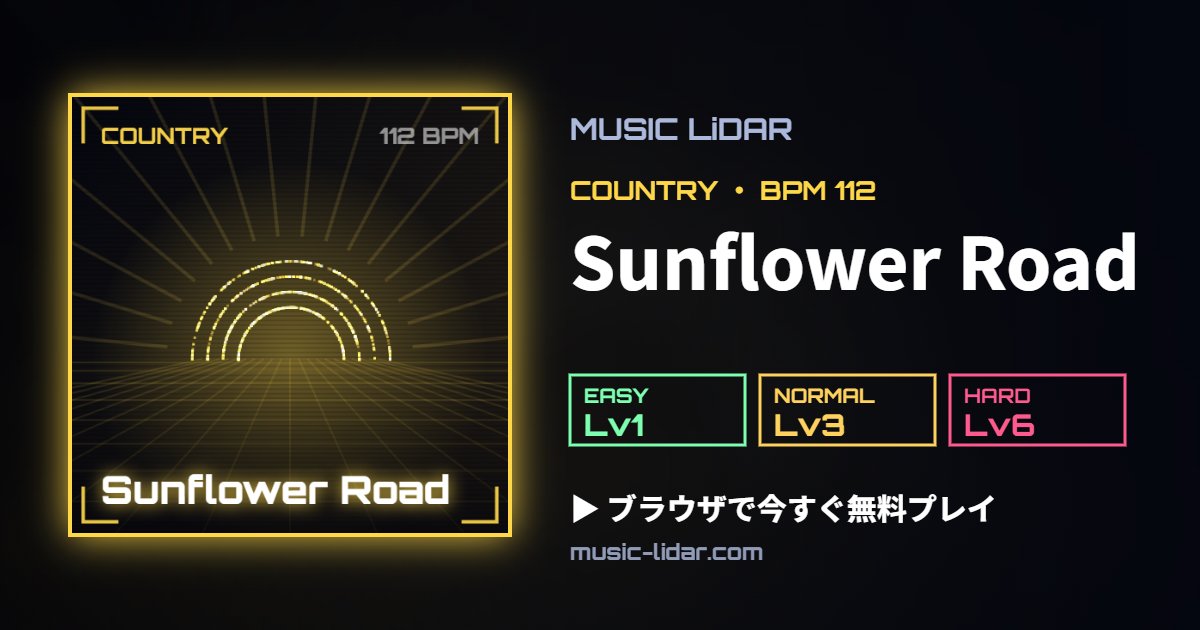 COUNTRY
112 BPM
Sunflower Road
MUSIC LiDAR
COUNTRY • BPM 112
Sunflower Road
EASY
Lv1
NORMAL
Lv3
HARD
Lv6
▶ ブラウザで今すぐ無料プレイ
music-lidar.com